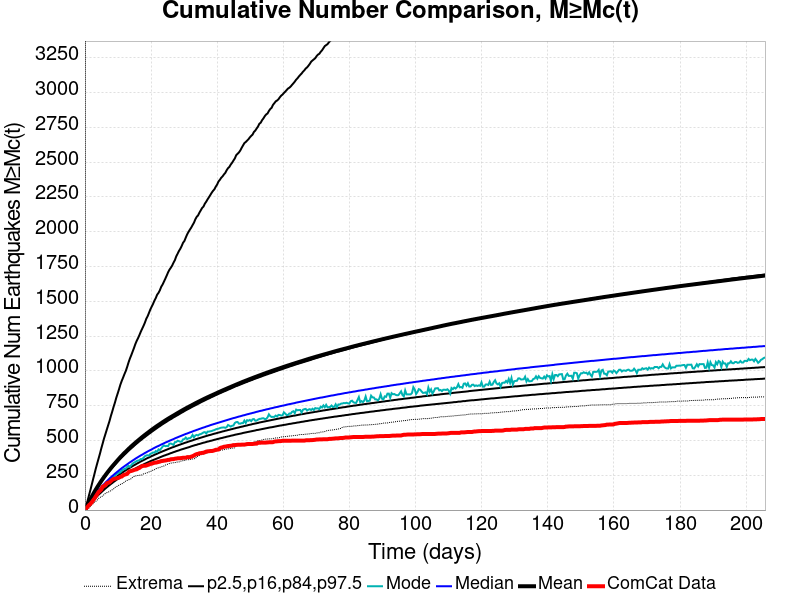 Cumulative Number Comparison, M≥Mc(t)
Cumulative Num Earthquakes M≥Mc(t)
3250
3000
2750
2500
2250
2000
1750
1500
1250
1000
750
500
250
0
0 20 40 60 80 100 120 140 160 180 200
Time (days)
Extrema p2.5,p16,p84,p97.5 Mode Median Mean ComCat Data